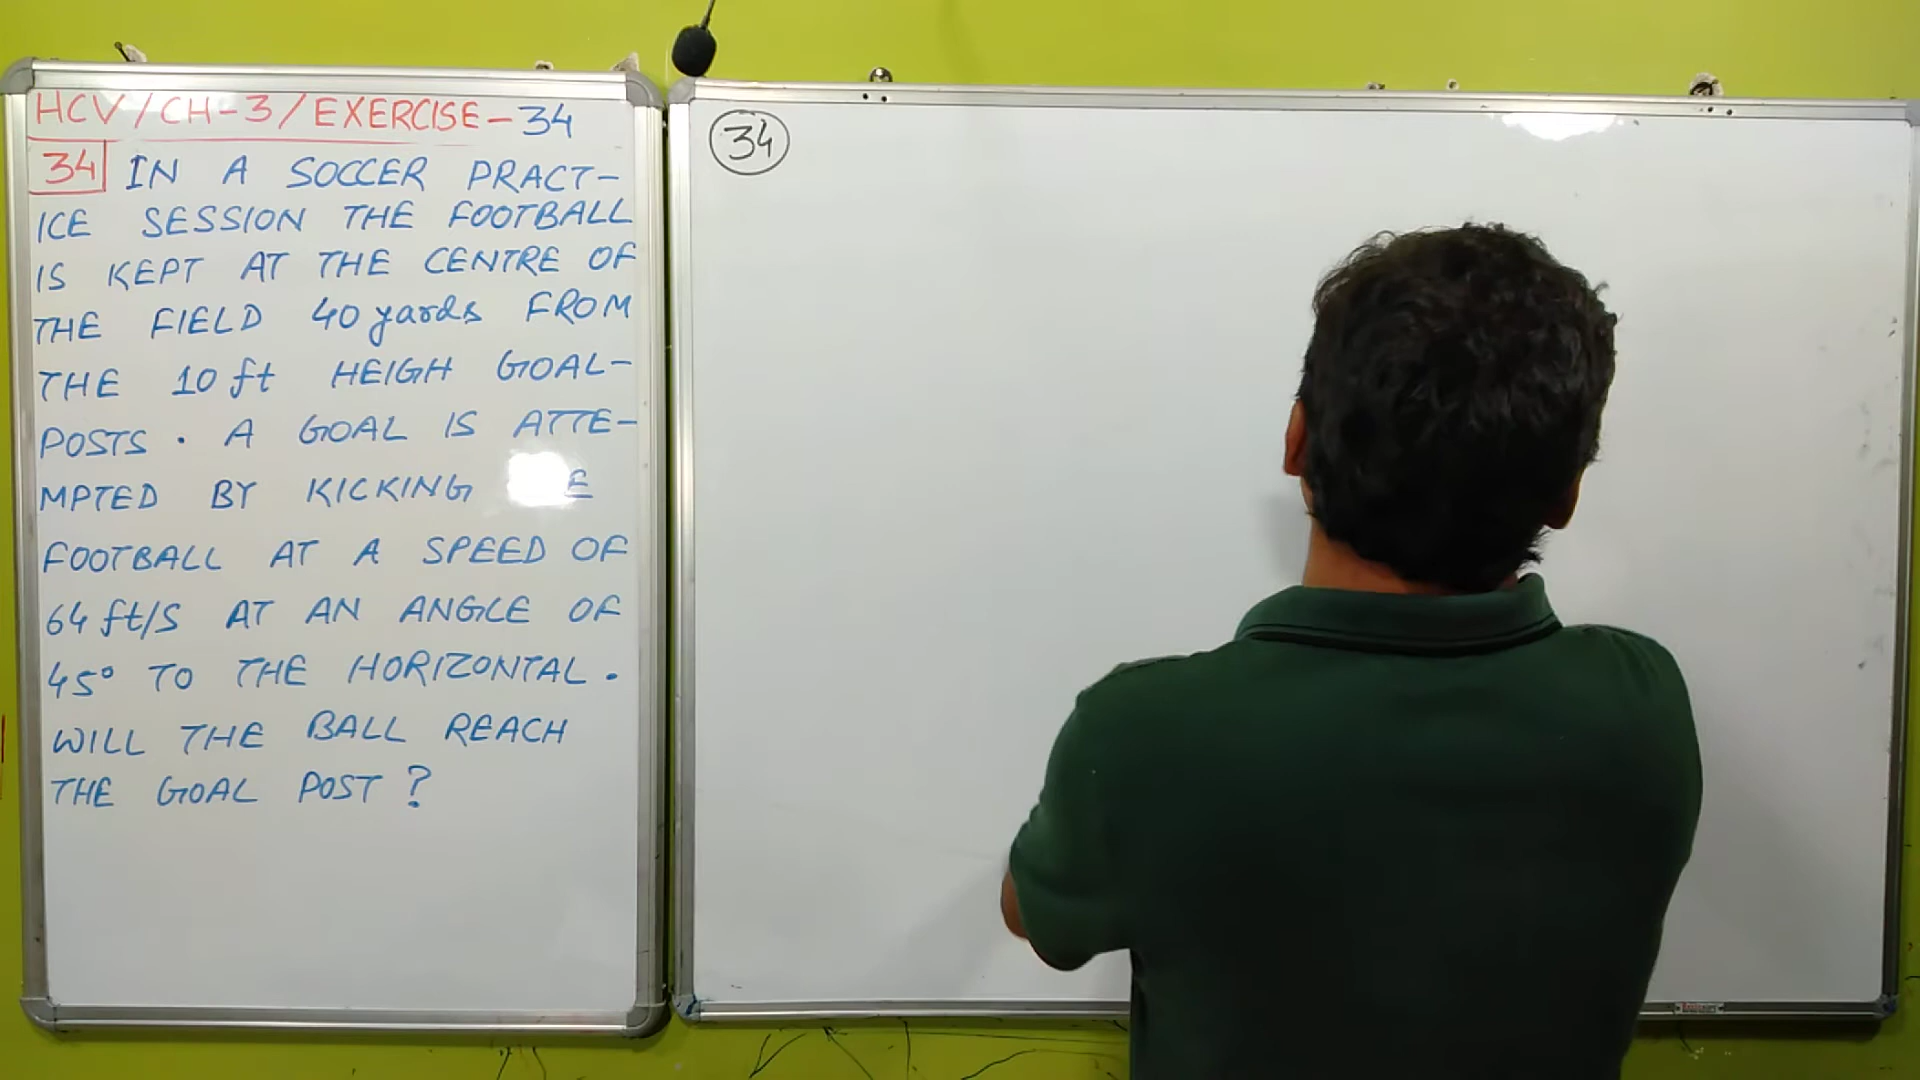 HCV/CH-3/EXERCISE-34
34 IN A SOCCER PRACT-
ICE SESSION THE FOOTBALL
IS KEPT AT THE CENTRE OF
THE FIELD 40 yards FROM
THE 10 ft HEIGH GOAL-
POSTS. A GOAL IS ATTE-
MPTED BY KICKING
FOOTBALL AT A SPEED OF
64 ft/S AT AN ANGLE OF
45° TO THE HORIZONTAL.
WILL THE BALL REACH
THE GOAL POST?
34